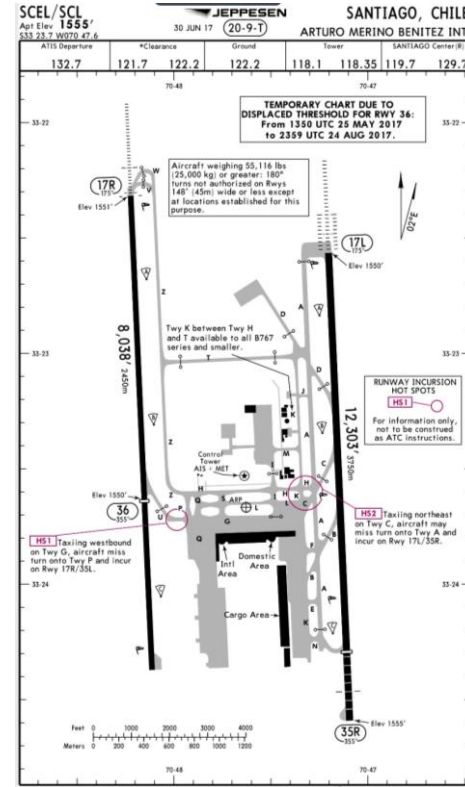 SCEL/SCL
JEPPESEN
SANTIAGO, CHILE
Apt Elev 1555'
S33 23.2 W070 47.6
30 JUN 17
20-9-T
ARTURO MERINO BENITEZ INT
ATIS Departure
*Clearance
Ground
Tower
SANTIAGO Center(R)
132.7
121.7
122.2
122.2
118.1
118.35
119.7
129.7
70-48
70-47
33-22
TEMPORARY CHART DUE TO
DISPLACED THRESHOLD FOR RWY 36:
From 1350 UTC 25 MAY 2017
to 2359 UTC 24 AUG 2017.
Aircraft weighing 55,116 lbs
(25,000 kg) or greater: 180°
turns not authorized on Rwys
148' (45m) wide or less except
at locations established for this
purpose.
W
V
17R
175°
Elev 1551'
02°E
17L
175°
Elev 1550'
A
Z
A
A
D
Twy K between Twy H
and T available to all B767
series and smaller.
8,038'
2450m
33-23
33-23
T
D
J
K
RUNWAY INCURSION
HOT SPOTS
HS1
For information only,
not to be construed
as ATC instructions.
12,303'
3750m
B
B
Z
A
M
Control
Tower
AIS + MET
I
C
H
H
Elev 1550'
36
355°
Z
Q
S
ARP
L
I
H
K
C
P
U
G
HS1 Taxiing westbound
on Twy G, aircraft miss
turn onto Twy P and incur
on Rwy 17R/35L.
HS2 Taxiing northeast
on Twy C, aircraft may
miss turn onto Twy A and
incur on Rwy 17L/35R.
Q
A
B
F
Intl
Area
Domestic
Area
33-24
33-24
B
E
C
Cargo Area
K
C
N
35R
355°
Elev 1555'
Feet 0 1000 2000 3000 4000
Meters 0 200 400 600 800 1000 1200
70-48
70-47